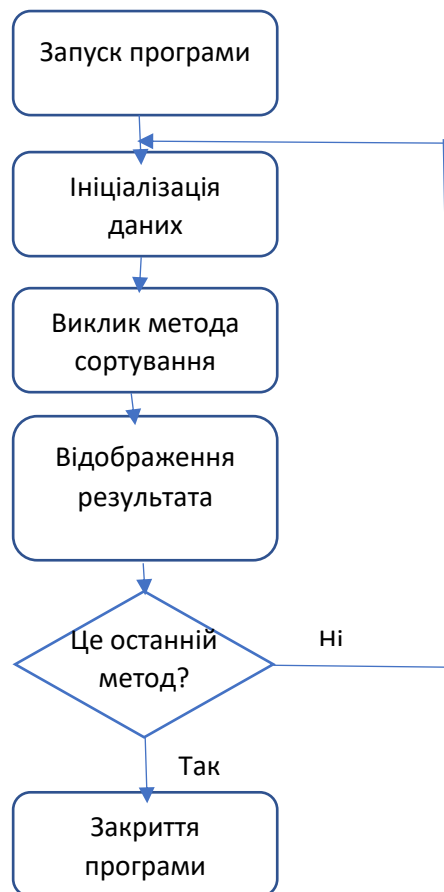 Запуск програми
Ініціалізація
даних
Виклик метода
сортування
Відображення
результата
Це останній
метод?
Ні
Так
Закриття
програми